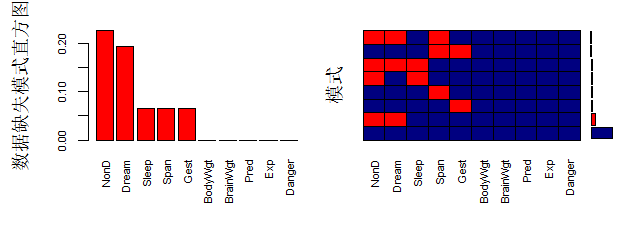 数据缺失模式直方图
0.20
0.10
0.00
NonD
Dream
Sleep
Span
Gest
BodyWgt
BrainWgt
Pred
Exp
Danger
模式
NonD
Dream
Sleep
Span
Gest
BodyWgt
BrainWgt
Pred
Exp
Danger